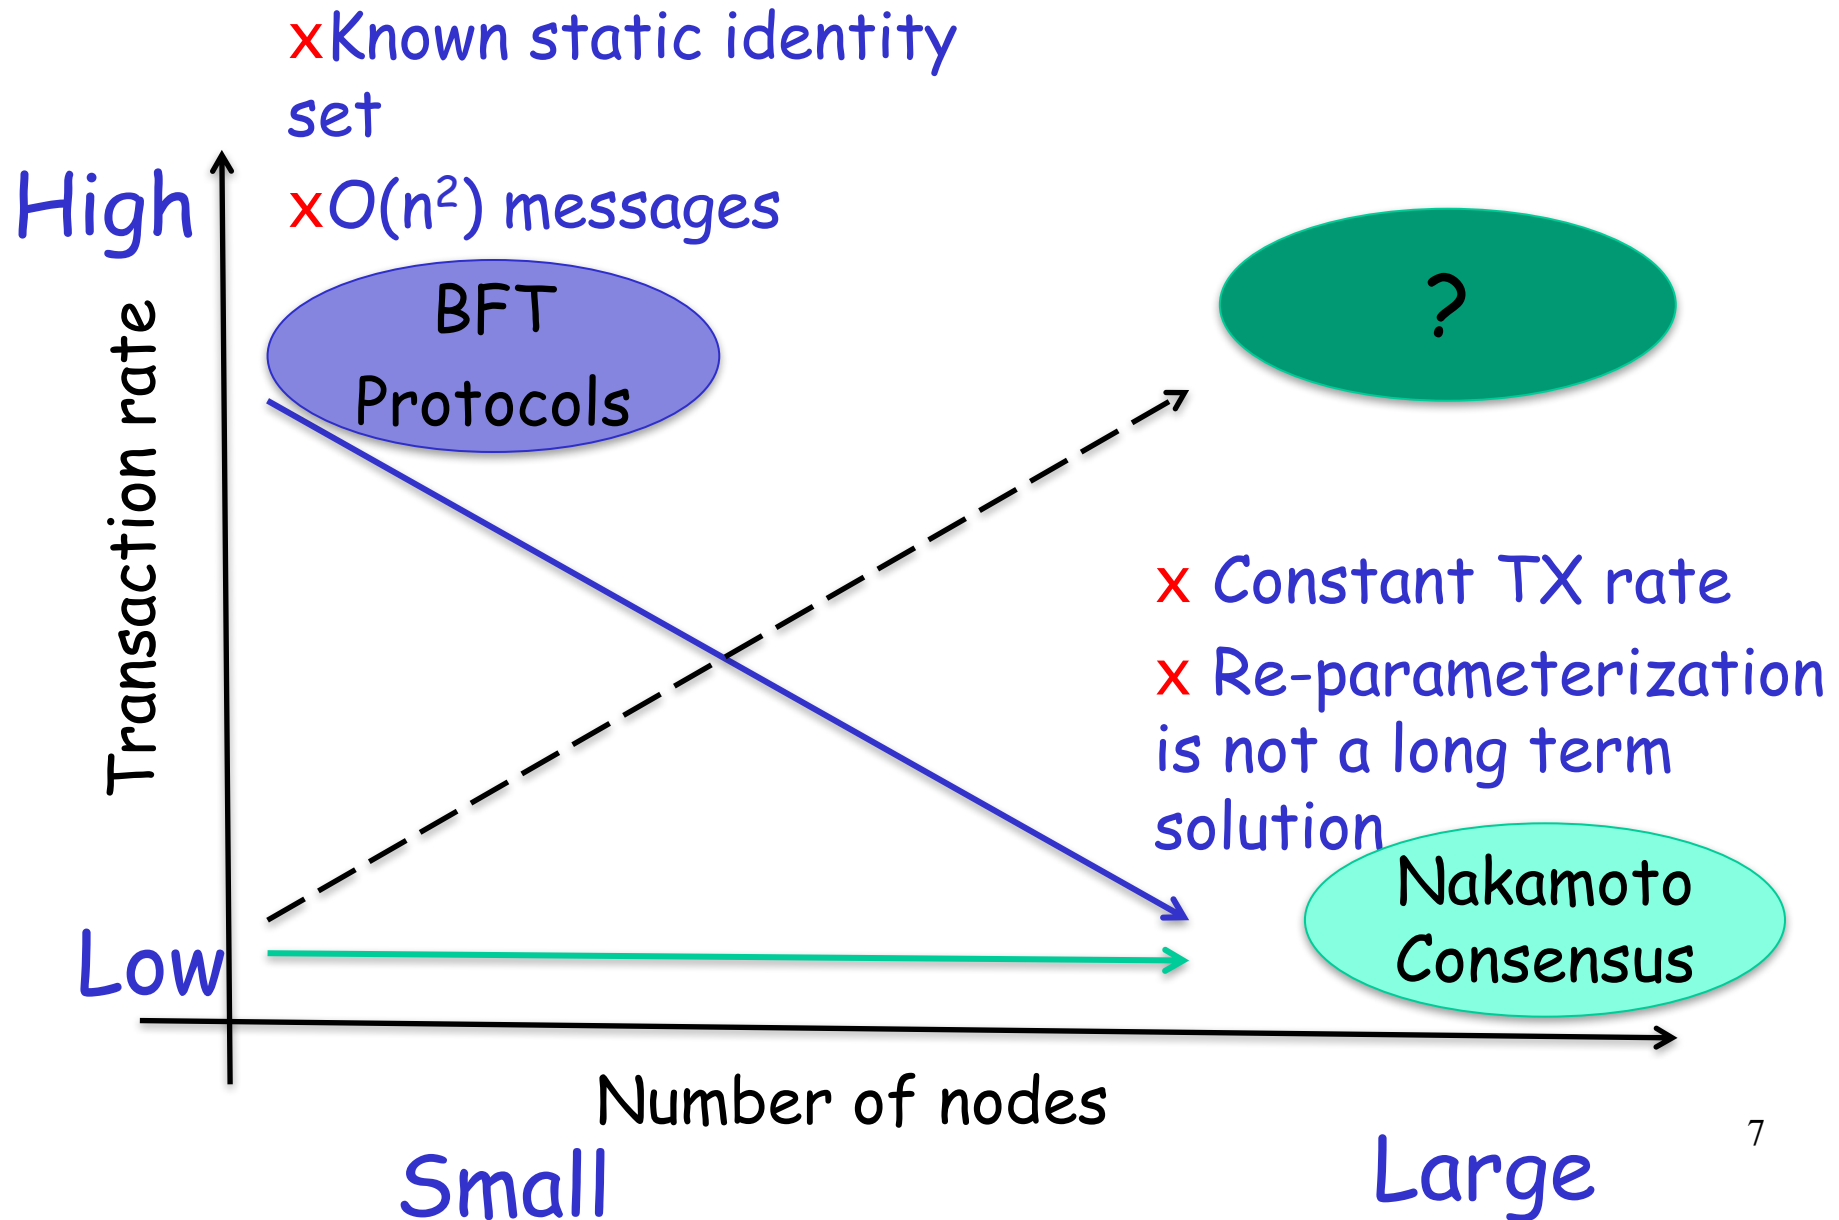 xKnown static identity
set
xO(n²) messages
High
BFT
Protocols
?
Transaction rate
x Constant TX rate
x Re-parameterization
is not a long term
solution
Nakamoto
Consensus
Low
Number of nodes
7
Small
Large